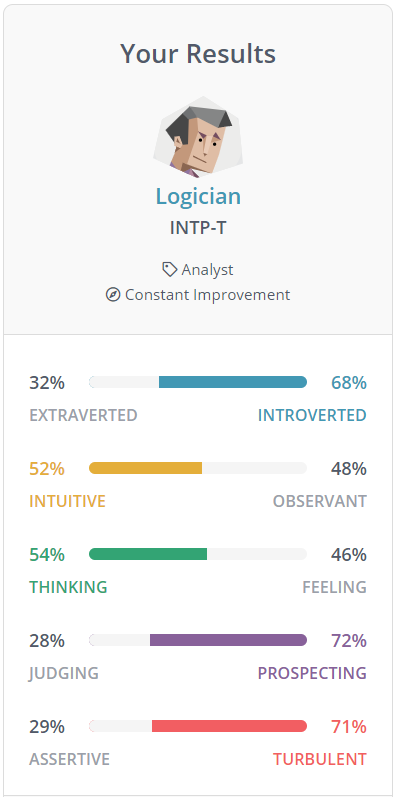 Your Results
Logician
INTP-T
Analyst
Constant Improvement
32% 68%
EXTRAVERTED INTROVERTED
52% 48%
INTUITIVE OBSERVANT
54% 46%
THINKING FEELING
28% 72%
JUDGING PROSPECTING
29% 71%
ASSERTIVE TURBULENT